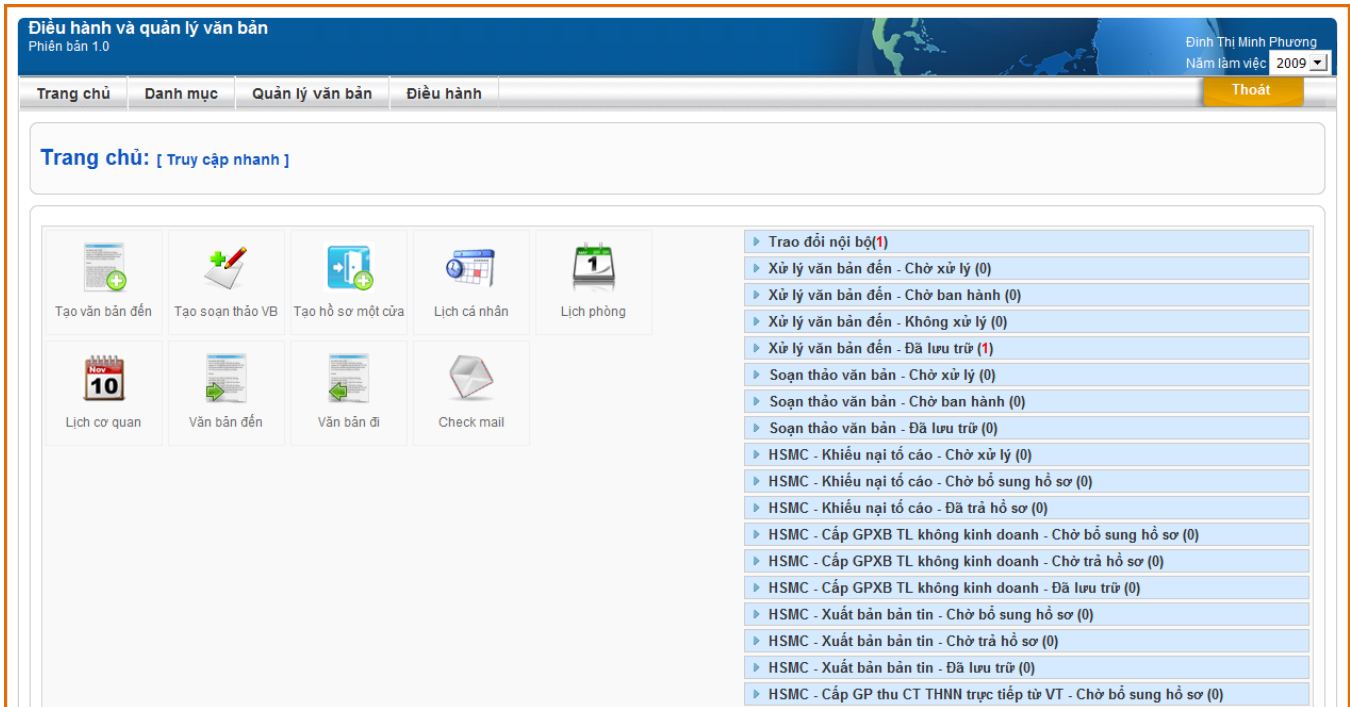 Điều hành và quản lý văn bản
Phiên bản 1.0
Đinh Thị Minh Phương
Năm làm việc 2009
Trang chủ Danh mục Quản lý văn bản Điều hành Thoát
Trang chủ: [ Truy cập nhanh ]
Tạo văn bản đến Tạo soạn thảo VB Tạo hồ sơ một cửa Lịch cá nhân 1 Lịch phòng
Nov
10
Lịch cơ quan Văn bản đến Văn bản đi Check mail
Trao đổi nội bộ(1)
Xử lý văn bản đến - Chờ xử lý (0)
Xử lý văn bản đến - Chờ ban hành (0)
Xử lý văn bản đến - Không xử lý (0)
Xử lý văn bản đến - Đã lưu trữ (1)
Soạn thảo văn bản - Chờ xử lý (0)
Soạn thảo văn bản - Chờ ban hành (0)
Soạn thảo văn bản - Đã lưu trữ (0)
HSMC - Khiếu nại tố cáo - Chờ xử lý (0)
HSMC - Khiếu nại tố cáo - Chờ bổ sung hồ sơ (0)
HSMC - Khiếu nại tố cáo - Đã trả hồ sơ (0)
HSMC - Cấp GPXB TL không kinh doanh - Chờ bổ sung hồ sơ (0)
HSMC - Cấp GPXB TL không kinh doanh - Chờ trả hồ sơ (0)
HSMC - Cấp GPXB TL không kinh doanh - Đã lưu trữ (0)
HSMC - Xuất bản bản tin - Chờ bổ sung hồ sơ (0)
HSMC - Xuất bản bản tin - Chờ trả hồ sơ (0)
HSMC - Xuất bản bản tin - Đã lưu trữ (0)
HSMC - Cấp GP thu CT THNN trực tiếp từ VT - Chờ bổ sung hồ sơ (0)